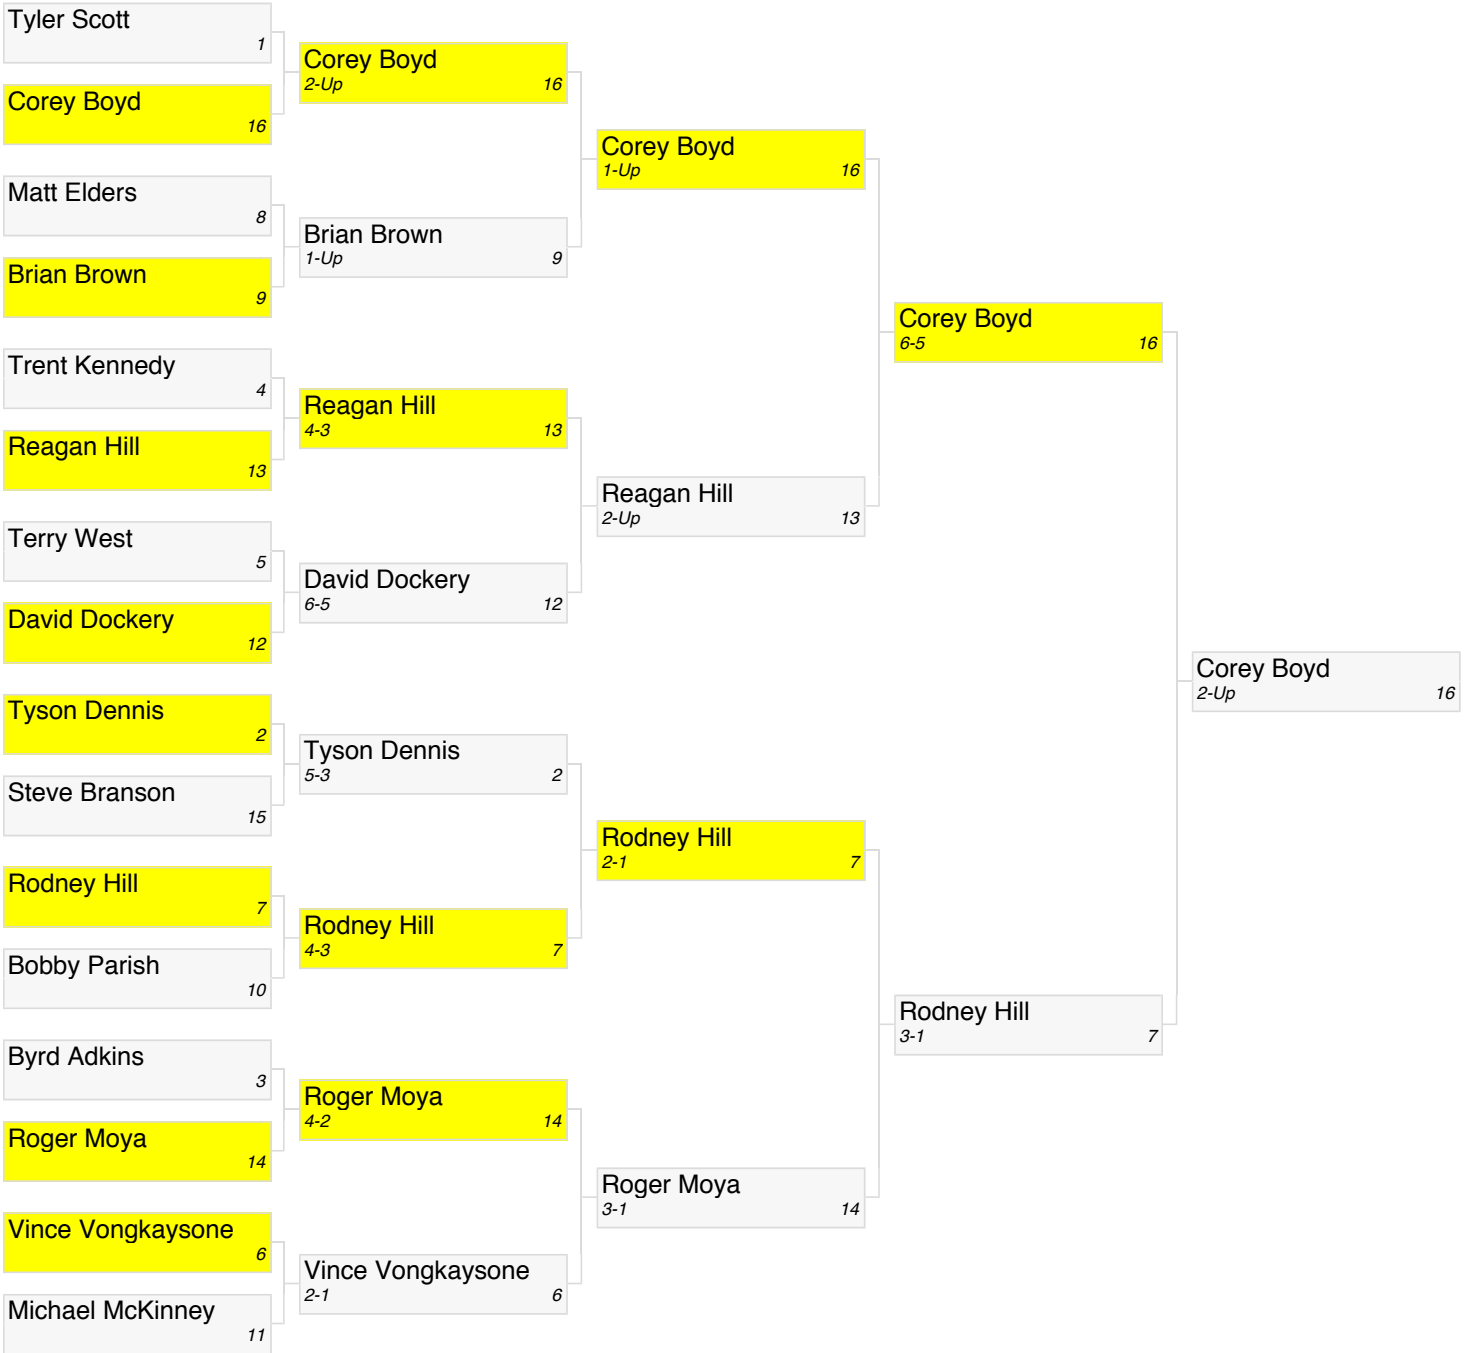 Tyler Scott
1
Corey Boyd
16
Matt Elders
8
Brian Brown
9
Trent Kennedy
4
Reagan Hill
13
Terry West
5
David Dockery
12
Tyson Dennis
2
Steve Branson
15
Rodney Hill
7
Bobby Parish
10
Byrd Adkins
3
Roger Moya
14
Vince Vongkaysone
6
Michael McKinney
11
Corey Boyd
2-Up 16
Brian Brown
1-Up 9
Reagan Hill
4-3 13
David Dockery
6-5 12
Tyson Dennis
5-3 2
Rodney Hill
4-3 7
Roger Moya
4-2 14
Vince Vongkaysone
2-1 6
Corey Boyd
1-Up 16
Reagan Hill
2-Up 13
Rodney Hill
2-1 7
Roger Moya
3-1 14
Corey Boyd
6-5 16
Rodney Hill
3-1 7
Corey Boyd
2-Up 16